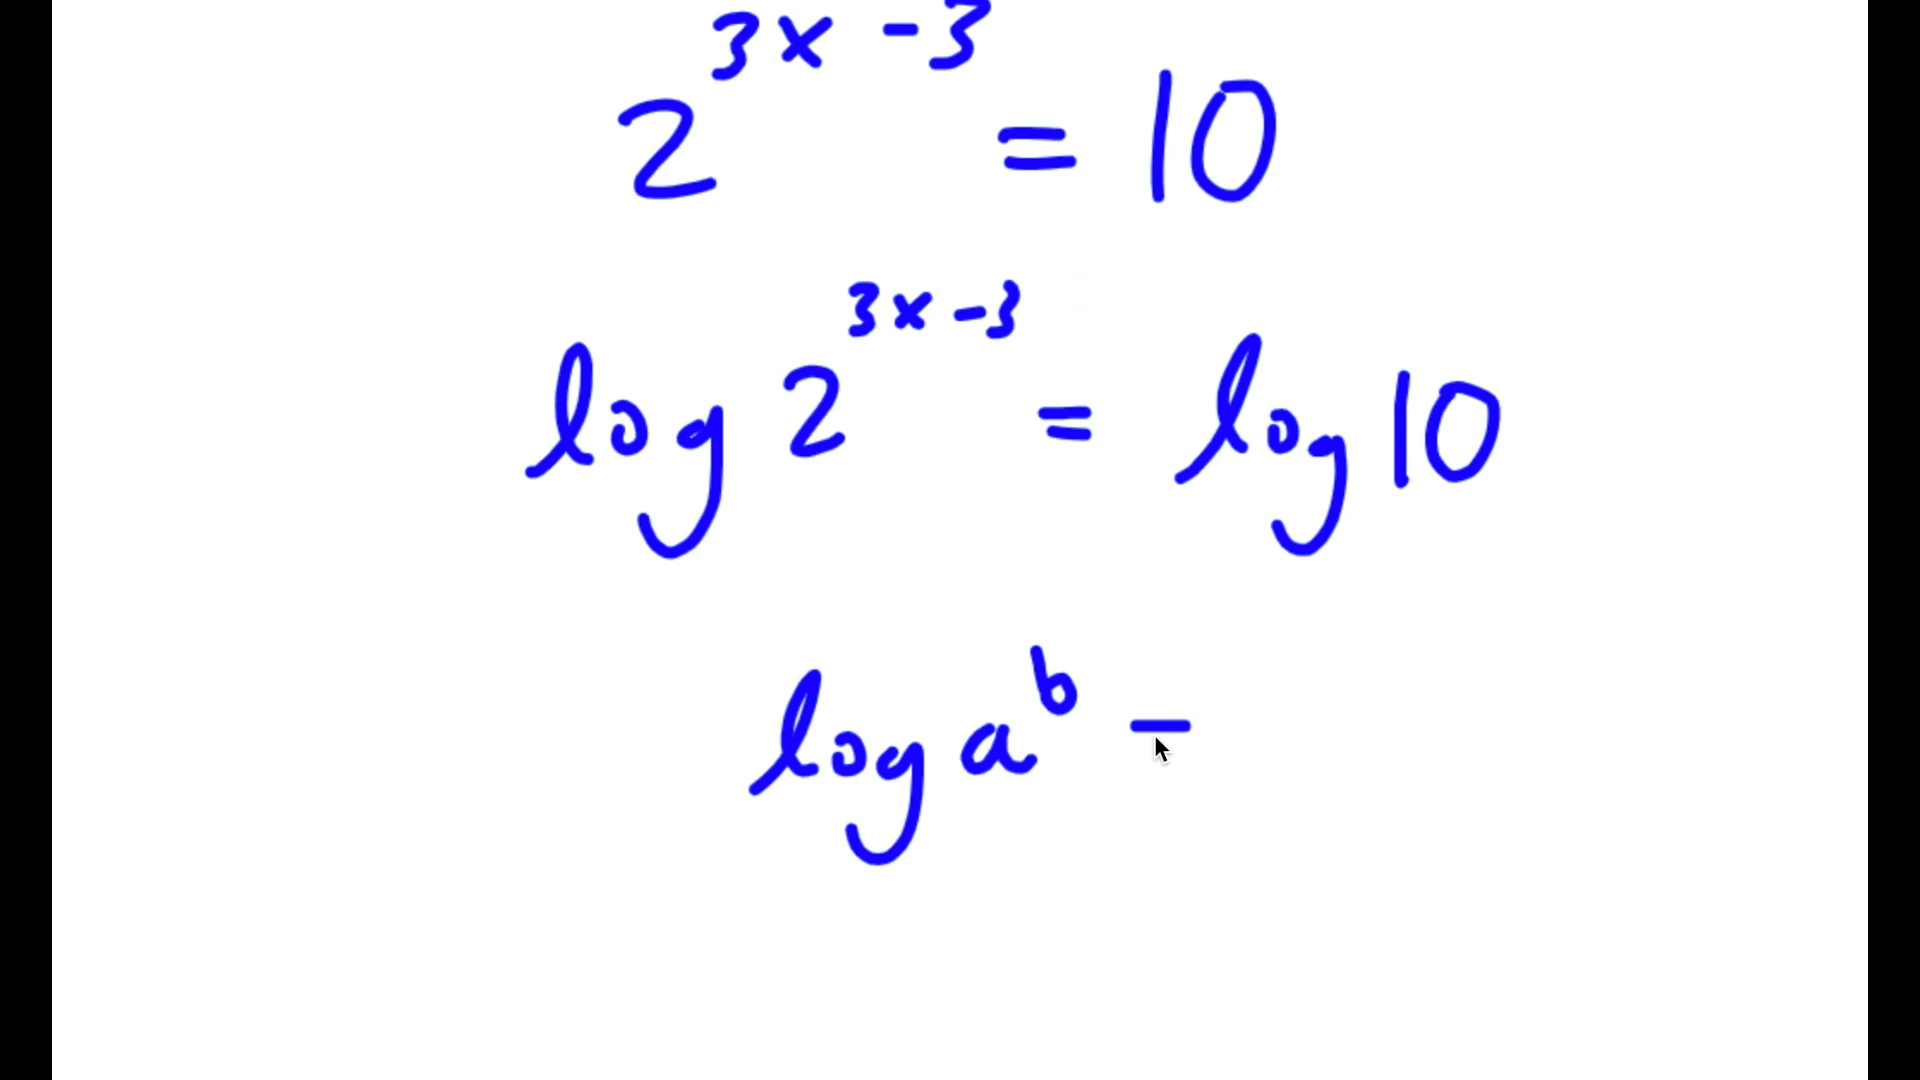 2^{3x-3} = 10
log 2^{3x-3} = log 10
log a^b -